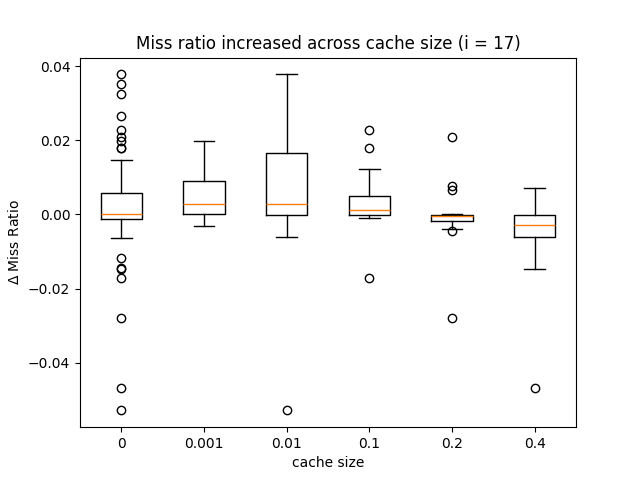 Miss ratio increased across cache size (i = 17)
0.04
0.02
0.00
−0.02
−0.04
Δ Miss Ratio
0 0.001 0.01 0.1 0.2 0.4
cache size